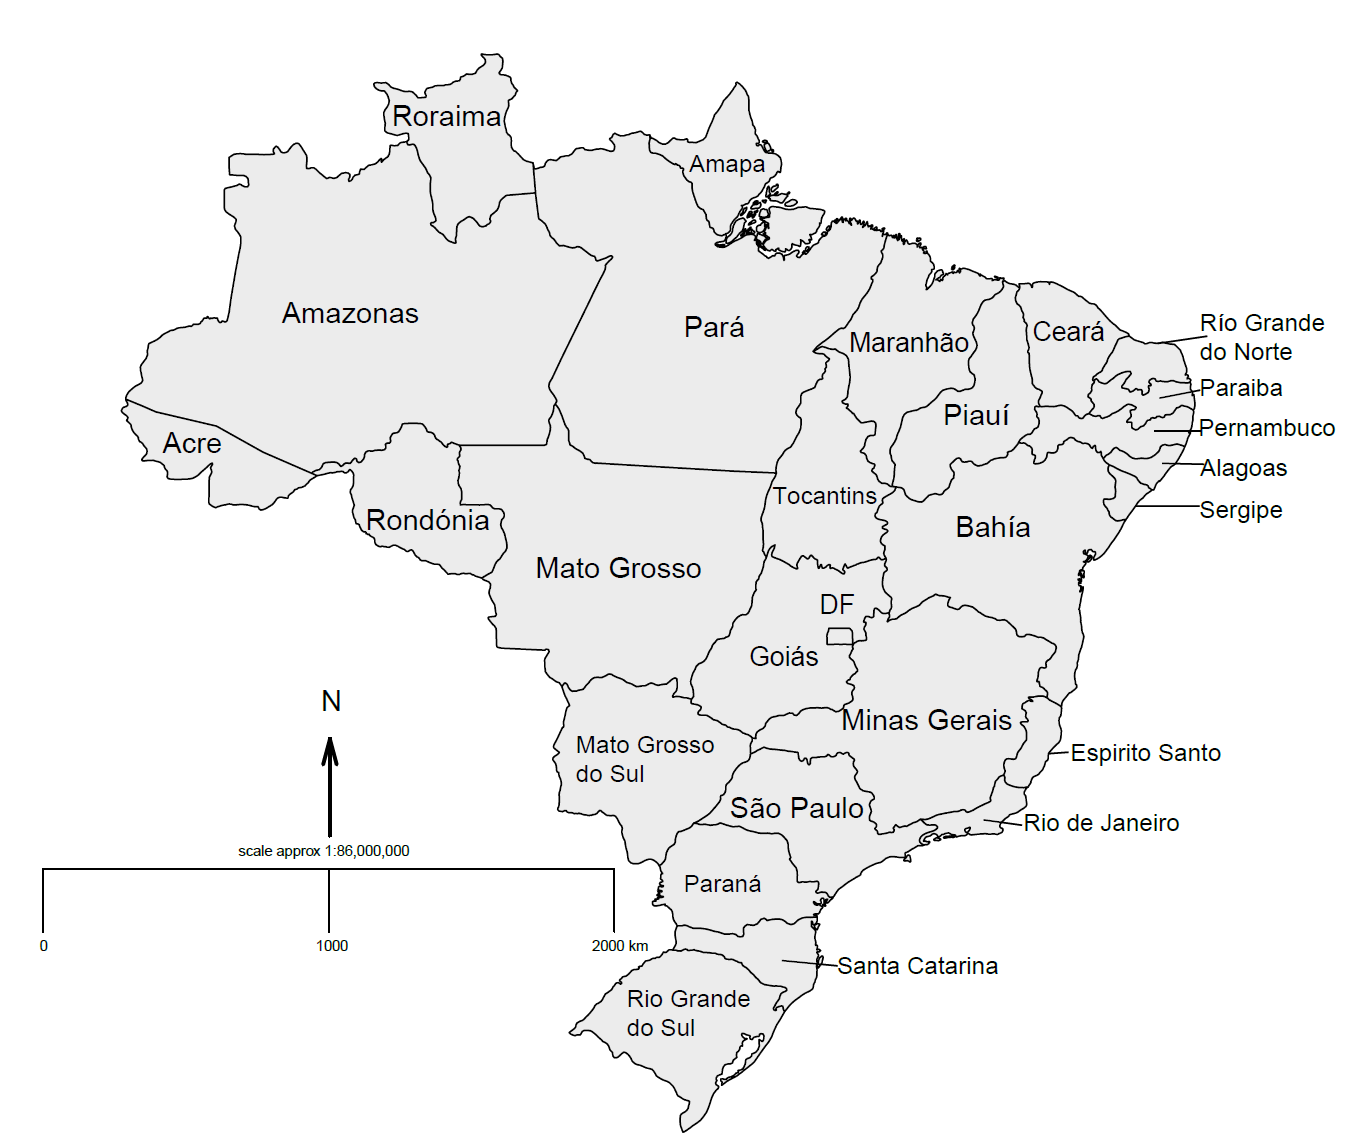 Roraima
Amapa
Amazonas
Pará
Maranhão
Ceará
Río Grande
do Norte
Paraiba
Piauí
Pernambuco
Acre
Alagoas
Tocantins
Sergipe
Rondónia
Bahía
Mato Grosso
DF
Goiás
N
Minas Gerais
Mato Grosso
do Sul
Espirito Santo
São Paulo
Rio de Janeiro
scale approx 1:86,000,000
Paraná
0
1000
2000 km
Santa Catarina
Rio Grande
do Sul